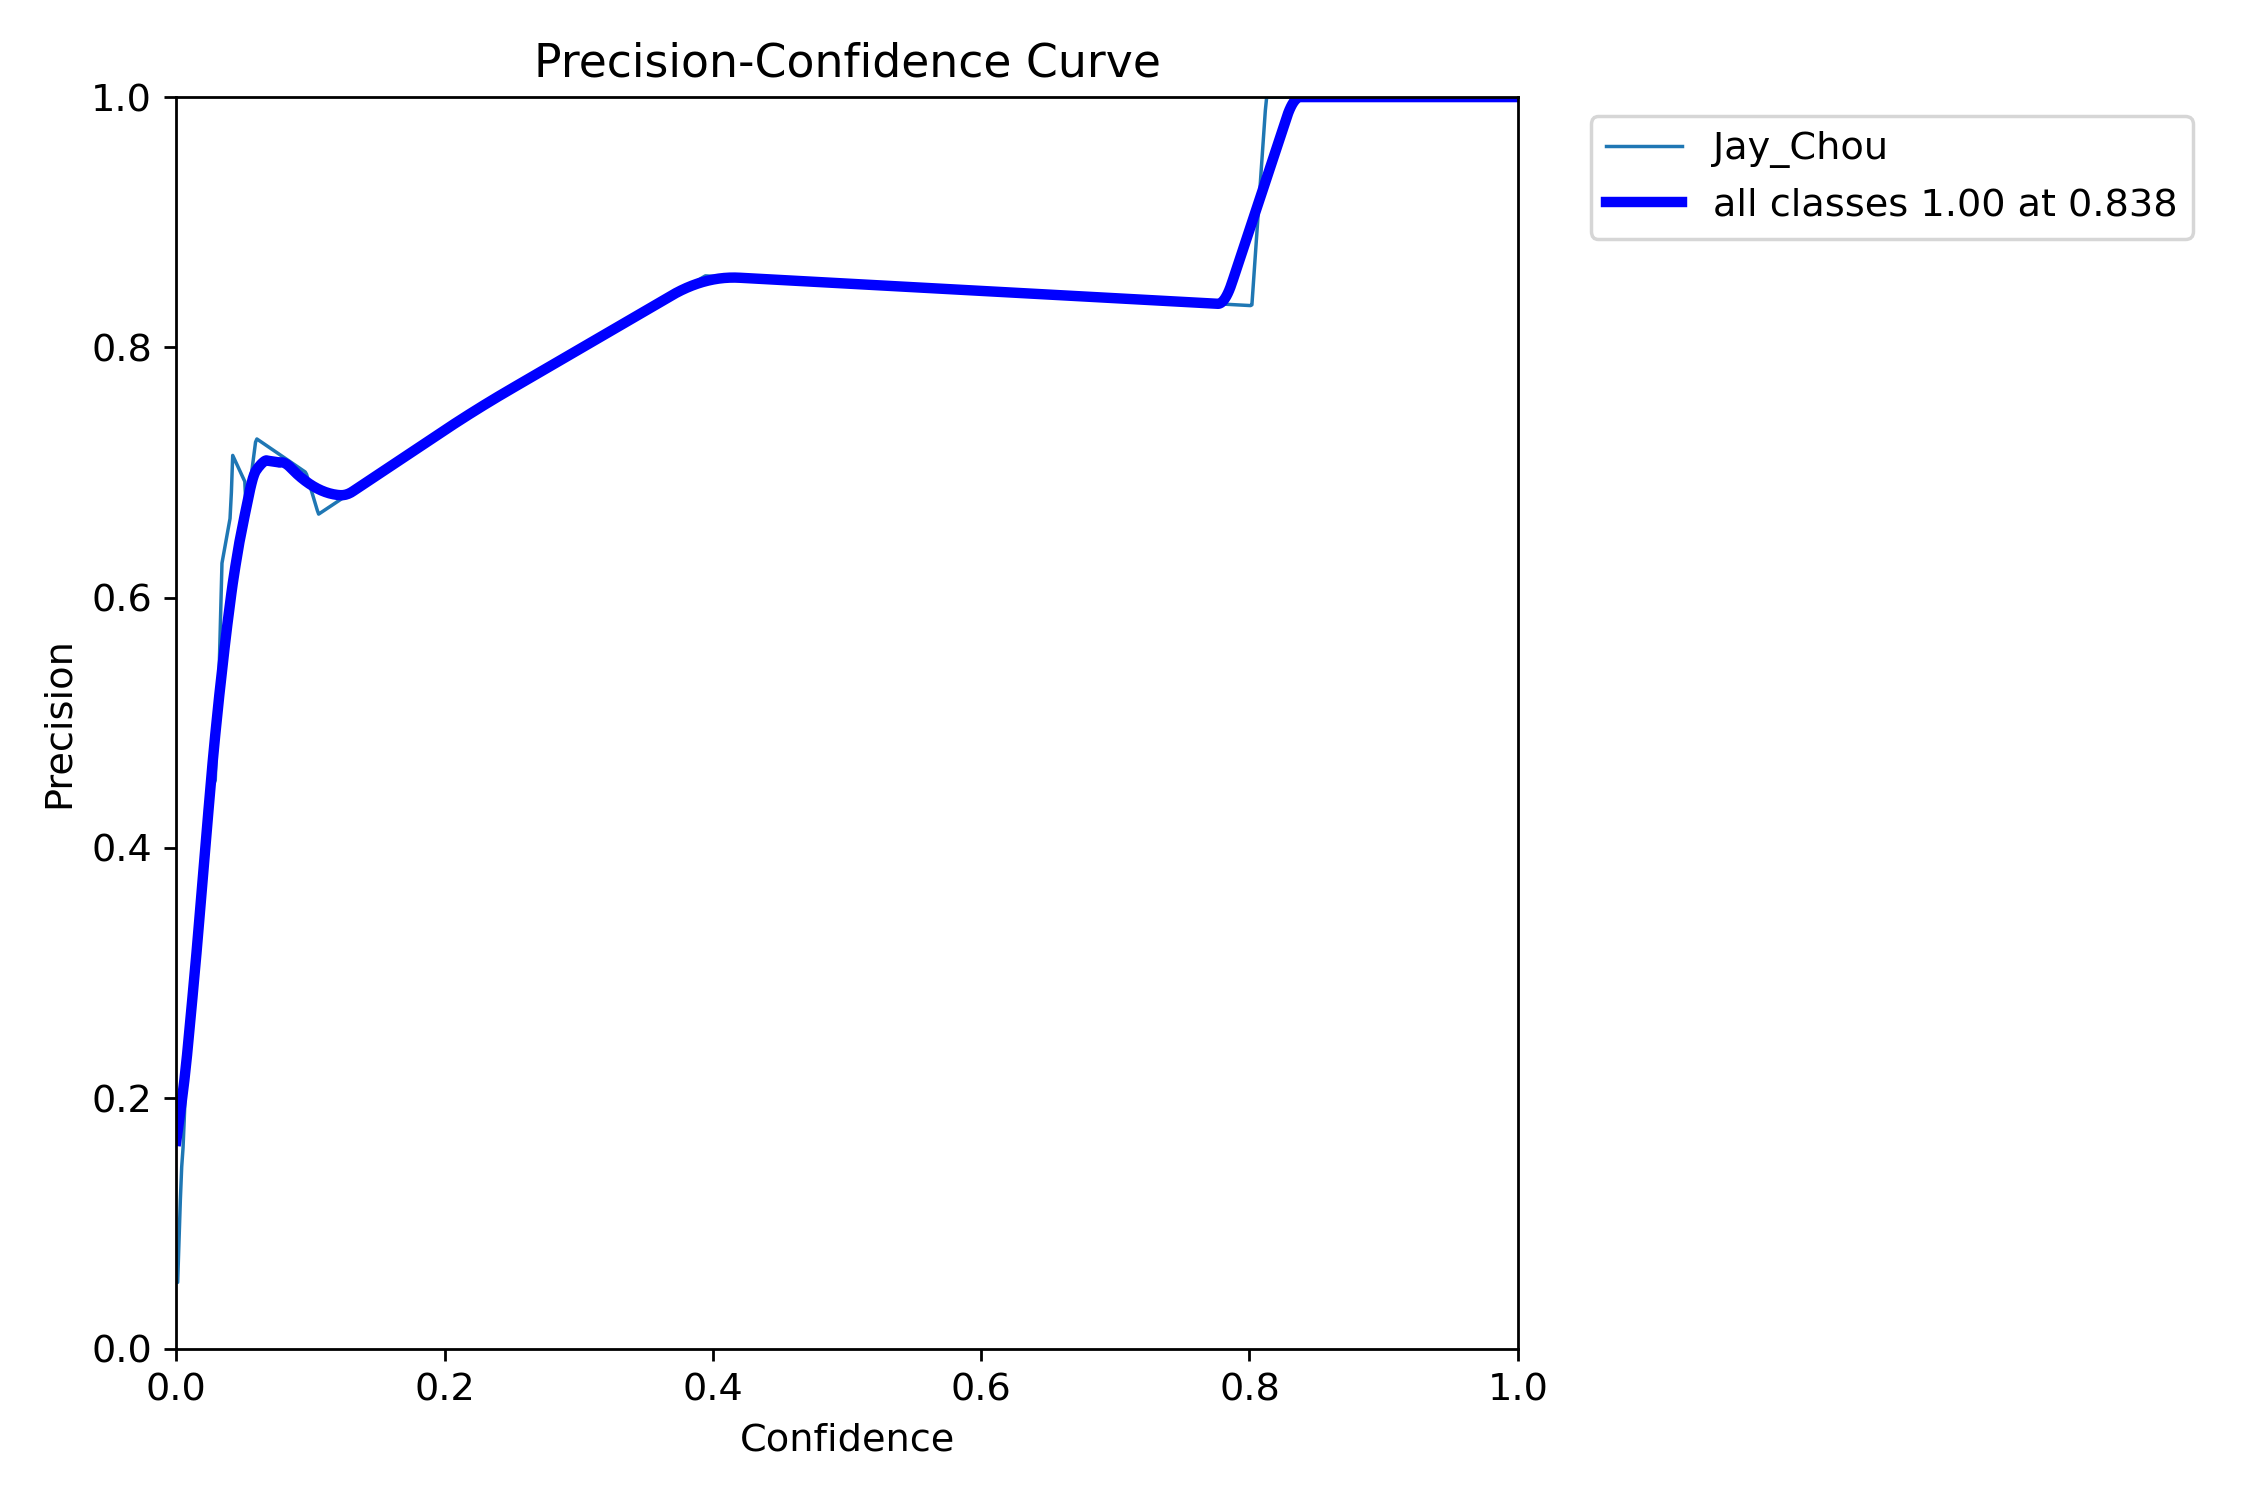 Precision-Confidence Curve
1.0
0.8
0.6
0.4
0.2
0.0
Precision
0.0 0.2 0.4 0.6 0.8 1.0
Confidence
Jay_Chou
all classes 1.00 at 0.838